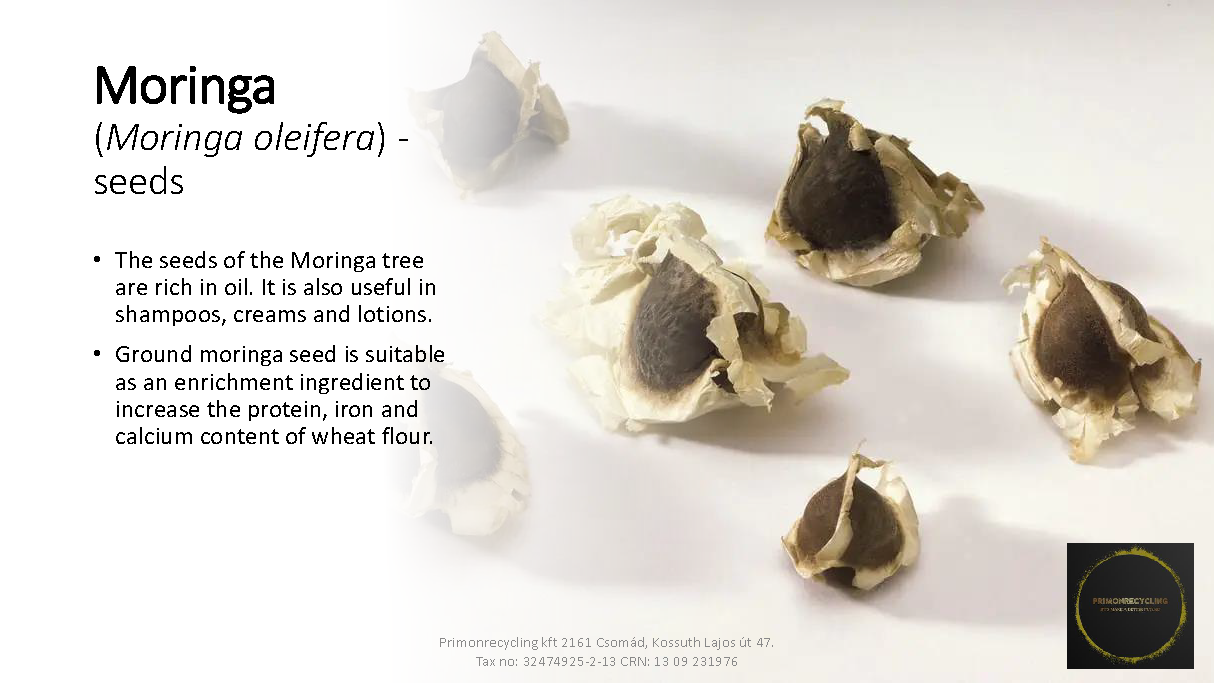 Moringa
(Moringa oleifera) -
seeds
• The seeds of the Moringa tree
are rich in oil. It is also useful in
shampoos, creams and lotions.
• Ground moringa seed is suitable
as an enrichment ingredient to
increase the protein, iron and
calcium content of wheat flour.
PRIMONRECYCLING
Primonrecycling kft 2161 Csomád, Kossuth Lajos út 47.
Tax no: 32474925-2-13 CRN: 13 09 231976